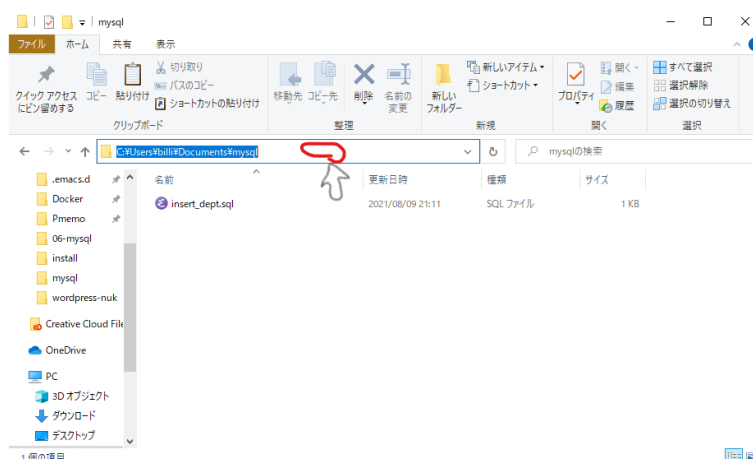 mysql
ファイル ホーム 共有 表示
クイック アクセスにピン留めする
コピー
貼り付け
切り取り
パスのコピー
ショートカットの貼り付け
クリップボード
移動先
コピー先
削除
名前の変更
整理
新しいフォルダー
新しいアイテム
ショートカット
新規
プロパティ
開く
編集
履歴
開く
すべて選択
選択解除
選択の切り替え
選択
C:¥Users¥billi¥Documents¥mysql
mysqlの検索
名前 更新日時 種類 サイズ
insert_dept.sql 2021/08/09 21:11 SQL ファイル 1 KB
.emacs.d
Docker
Pmemo
06-mysql
install
mysql
wordpress-nuk
Creative Cloud File
OneDrive
PC
3D オブジェクト
ダウンロード
デスクトップ
1 個の項目